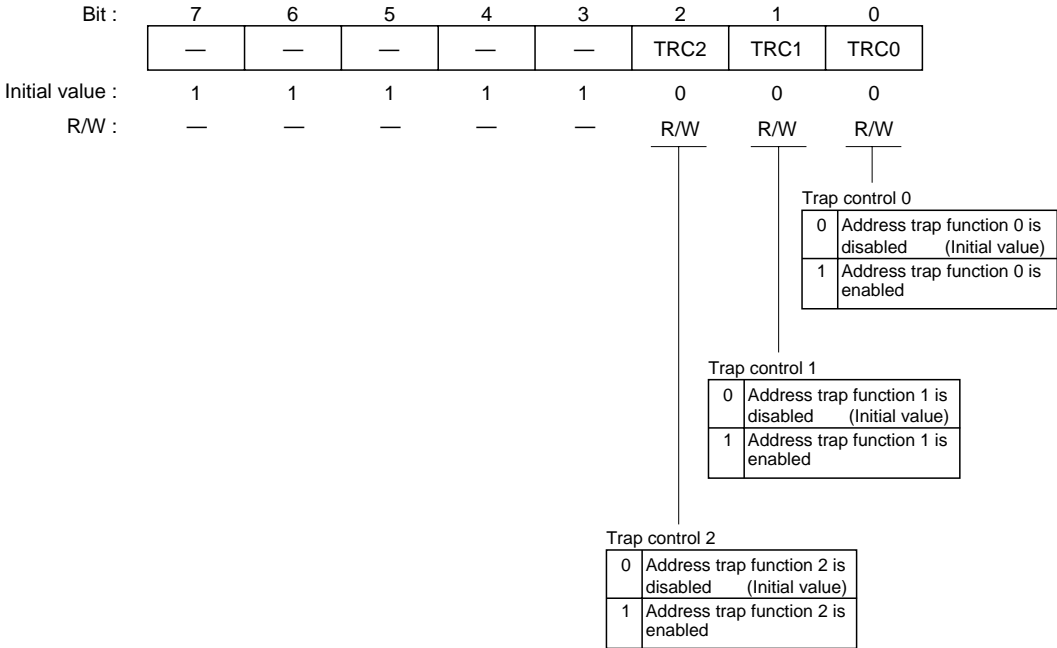 Bit : 7 6 5 4 3 2 1 0
— — — — — TRC2 TRC1 TRC0
Initial value : 1 1 1 1 1 0 0 0
R/W : — — — — — R/W R/W R/W
Trap control 0
0 Address trap function 0 is
disabled (Initial value)
1 Address trap function 0 is
enabled
Trap control 1
0 Address trap function 1 is
disabled (Initial value)
1 Address trap function 1 is
enabled
Trap control 2
0 Address trap function 2 is
disabled (Initial value)
1 Address trap function 2 is
enabled